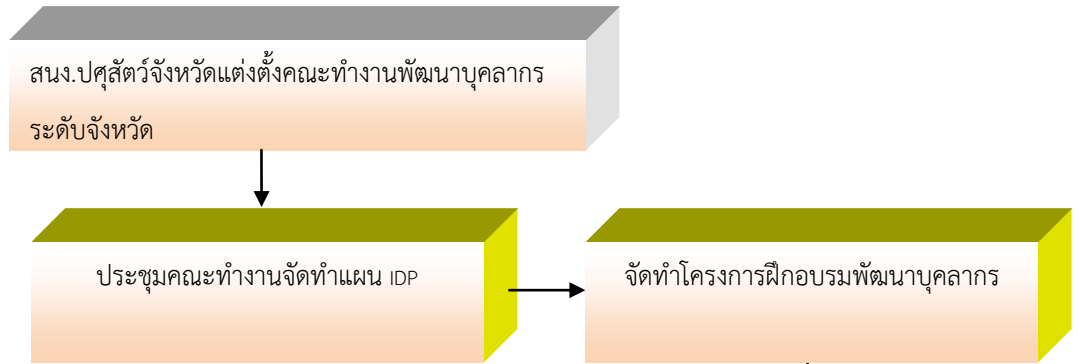 สนง.ปศุสัตว์จังหวัดแต่งตั้งคณะทำงานพัฒนาบุคลากร
ระดับจังหวัด
ประชุมคณะทำงานจัดทำแผน IDP
จัดทำโครงการฝึกอบรมพัฒนาบุคลากร